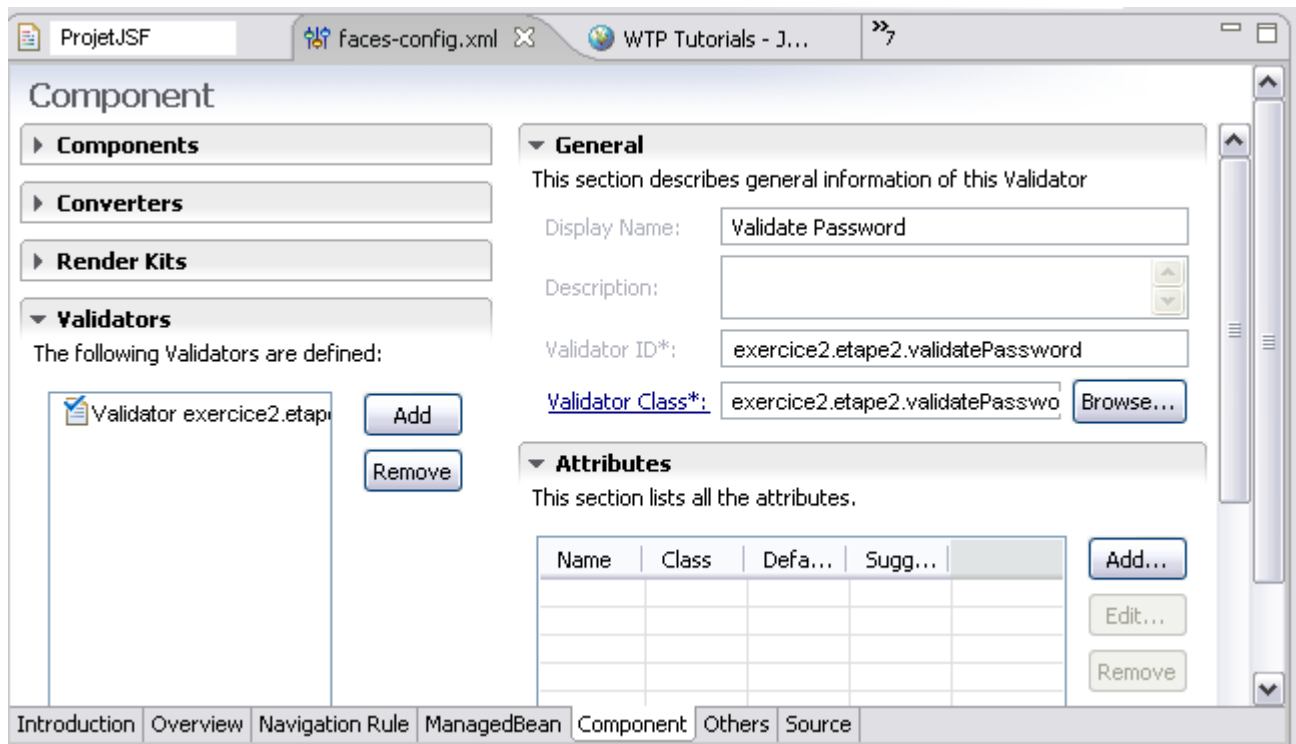 ProjetJSF
faces-config.xml
WTP Tutorials - J...
»7
Component
Components
Converters
Render Kits
Validators
The following Validators are defined:
Validator exercice2.etap
Add
Remove
General
This section describes general information of this Validator
Display Name: Validate Password
Description:
Validator ID*: exercice2.etape2.validatePassword
Validator Class*: exercice2.etape2.validatePasswo Browse...
Attributes
This section lists all the attributes.
Name Class Defa... Sugg...
Add...
Edit...
Remove
Introduction Overview Navigation Rule ManagedBean Component Others Source